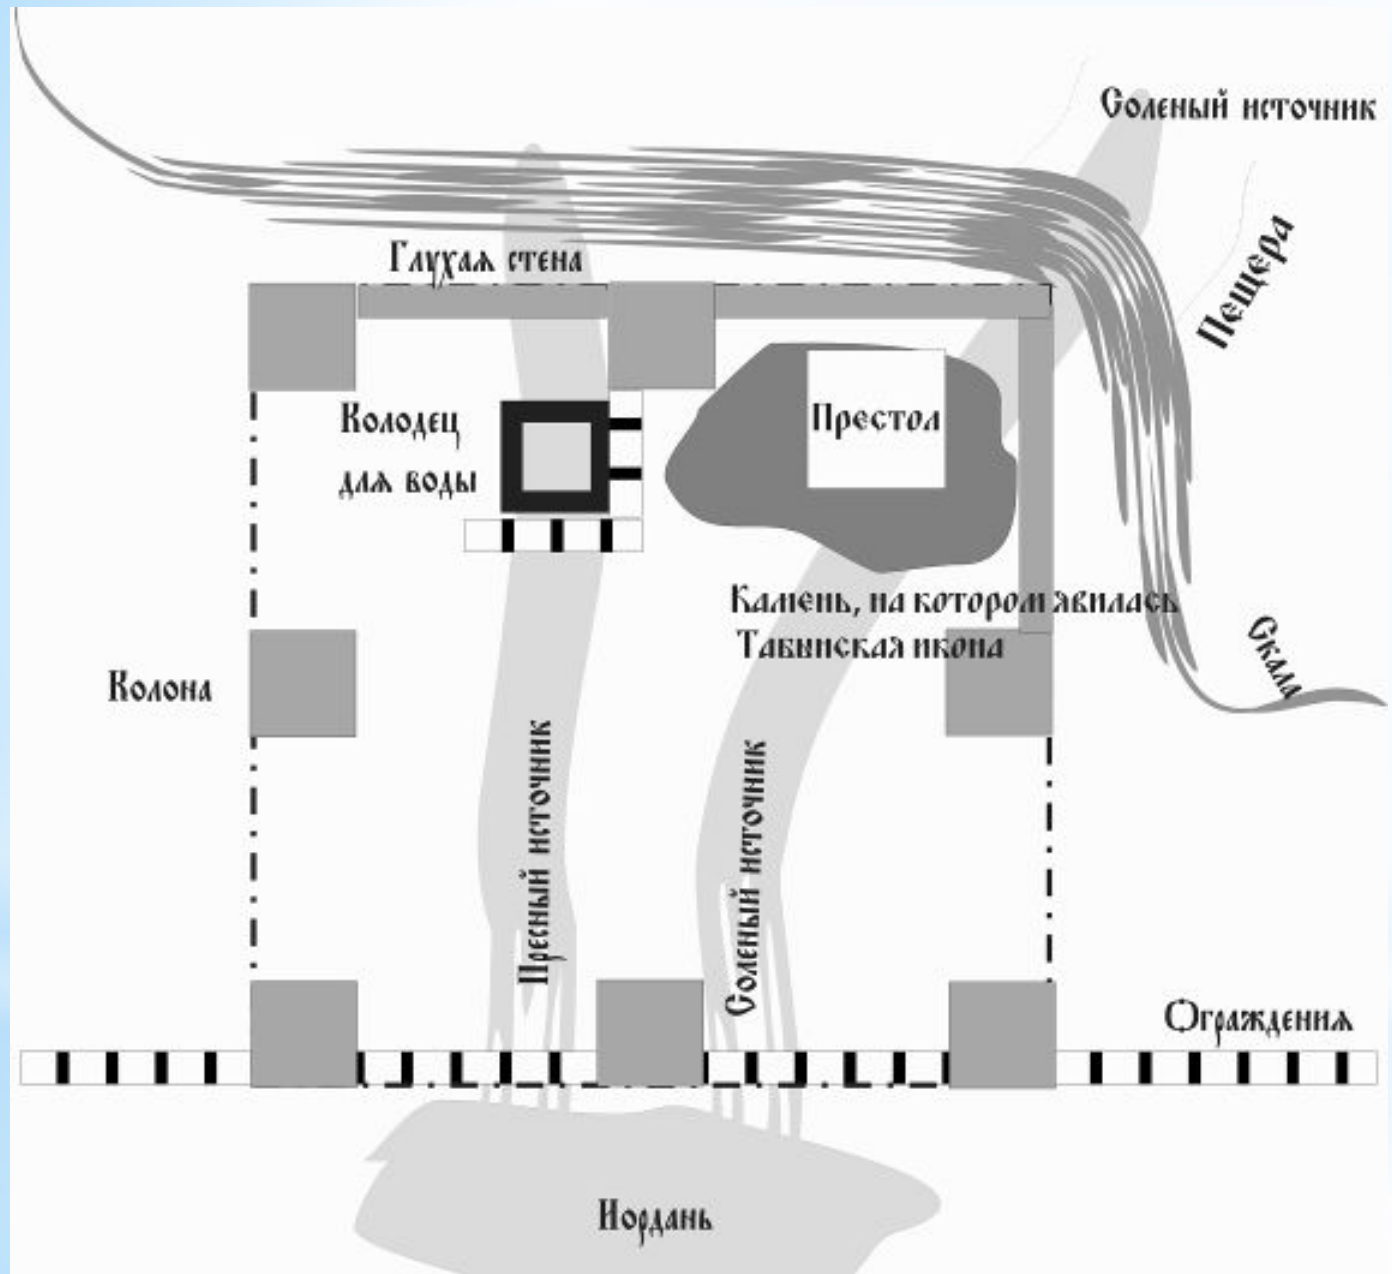 Соленый источник
Пещера
Глухая стена
Колодец
для воды
Престол
Камень, на котором явилась
Табынская икона
Скала
Колона
Пресный источник
Соленый источник
Ограждения
Иордань